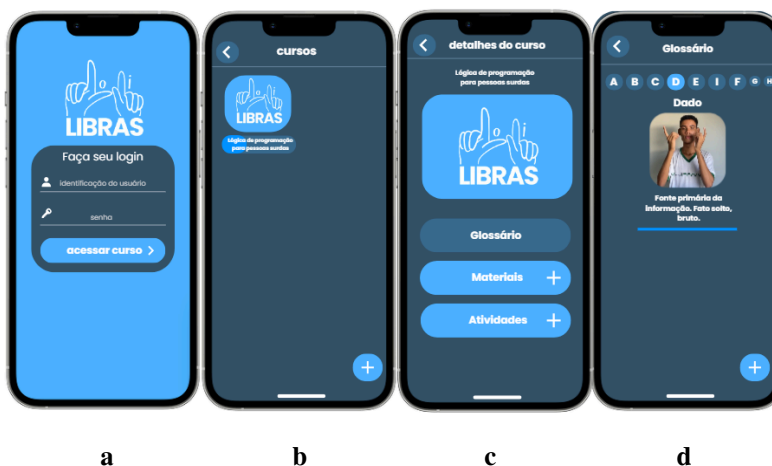 LIBRAS
Faça seu login
identificação do usuário
senha
acessar curso
a
cursos
LIBRAS
Lógica de programação
para pessoas surdas
b
detalhes do curso
Lógica de programação
para pessoas surdas
LIBRAS
Glossário
Materiais
Atividades
c
Glossário
A B C D E I F G H
Dado
Fonte primária da
informação. Fato solto,
bruto.
d